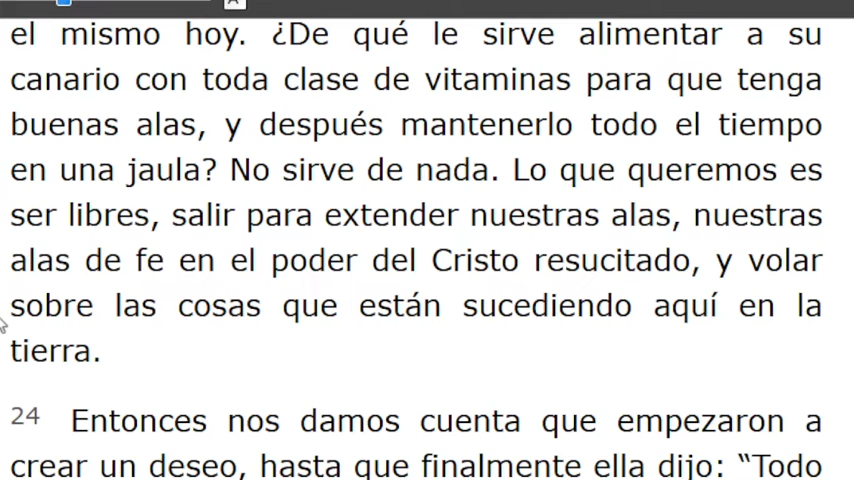 el mismo hoy. ¿De qué le sirve alimentar a su
canario con toda clase de vitaminas para que tenga
buenas alas, y después mantenerlo todo el tiempo
en una jaula? No sirve de nada. Lo que queremos es
ser libres, salir para extender nuestras alas, nuestras
alas de fe en el poder del Cristo resucitado, y volar
sobre las cosas que están sucediendo aquí en la
tierra.
24 Entonces nos damos cuenta que empezaron a
crear un deseo, hasta que finalmente ella dijo: “Todo